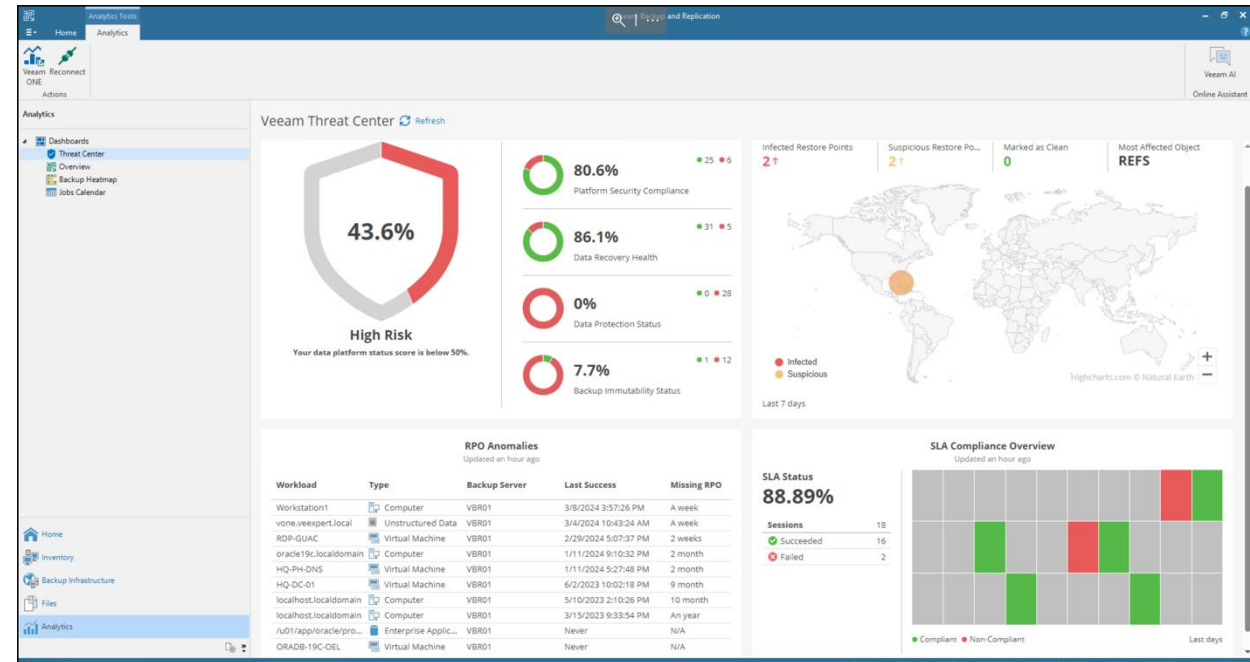 Analytics Tools
and Replication
Home Analytics
Veeam ONE
Reconnect
Actions
Veeam AI
Online Assistant
Analytics
Dashboards
Threat Center
Overview
Backup Heatmap
Jobs Calendar
Home
Inventory
Backup Infrastructure
Files
Analytics
Veeam Threat Center Refresh
43.6%
High Risk
Your data platform status score is below 50%.
80.6% 25 6
Platform Security Compliance
86.1% 31 5
Data Recovery Health
0% 0 28
Data Protection Status
7.7% 1 12
Backup Immutability Status
Infected Restore Points Suspicious Restore Po... Marked as Clean Most Affected Object
2↑ 2↑ 0 REFS
Infected
Suspicious
Highcharts.com © Natural Earth
+
−
Last 7 days
RPO Anomalies
Updated an hour ago
Workload Type Backup Server Last Success Missing RPO
Workstation1 Computer VBR01 3/8/2024 3:57:26 PM A week
vone.veexpert.local Unstructured Data VBR01 3/4/2024 10:43:24 AM A week
RDP-GUAC Virtual Machine VBR01 2/29/2024 5:07:37 PM 2 weeks
oracle19c.localdomain Computer VBR01 1/11/2024 9:10:32 PM 2 month
HQ-PH-DNS Virtual Machine VBR01 1/11/2024 5:27:48 PM 2 month
HQ-DC-01 Virtual Machine VBR01 6/2/2023 10:02:18 PM 9 month
localhost.localdomain Computer VBR01 5/10/2023 2:10:26 PM 10 month
localhost.localdomain Computer VBR01 3/15/2023 9:33:54 PM An year
/u01/app/oracle/pro... Enterprise Applic... VBR01 Never N/A
ORADB-19C-OEL Virtual Machine VBR01 Never N/A
SLA Compliance Overview
Updated an hour ago
SLA Status
88.89%
Sessions 18
Succeeded 16
Failed 2
Compliant Non-Compliant Last days